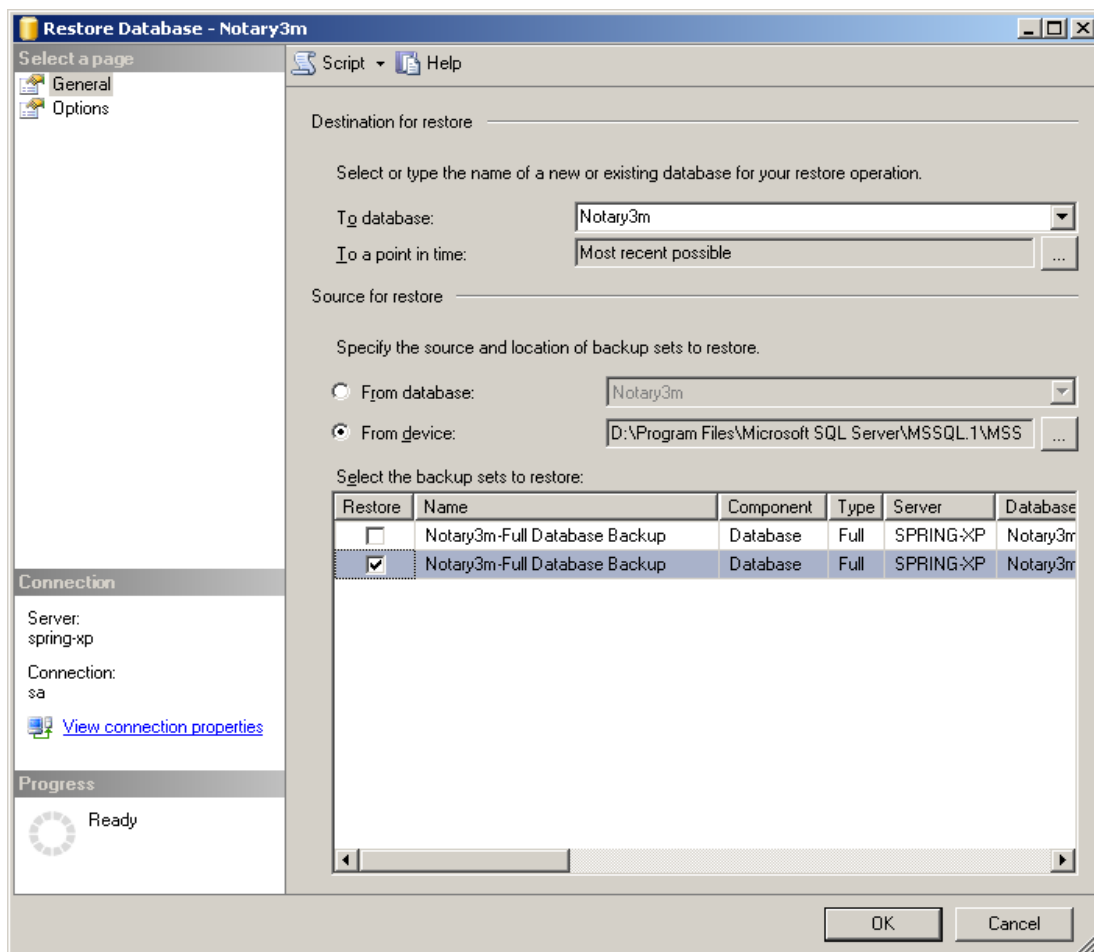 Restore Database - Notary3m
Select a page
General
Options
Script Help
Destination for restore
Select or type the name of a new or existing database for your restore operation.
To database: Notary3m
To a point in time: Most recent possible ...
Source for restore
Specify the source and location of backup sets to restore.
From database: Notary3m
From device: D:\Program Files\Microsoft SQL Server\MSSQL.1\MSS ...
Select the backup sets to restore:
Restore Name Component Type Server Database
Notary3m-Full Database Backup Database Full SPRING-XP Notary3m
Notary3m-Full Database Backup Database Full SPRING-XP Notary3m
Connection
Server:
spring-xp
Connection:
sa
View connection properties
Progress
Ready
OK Cancel